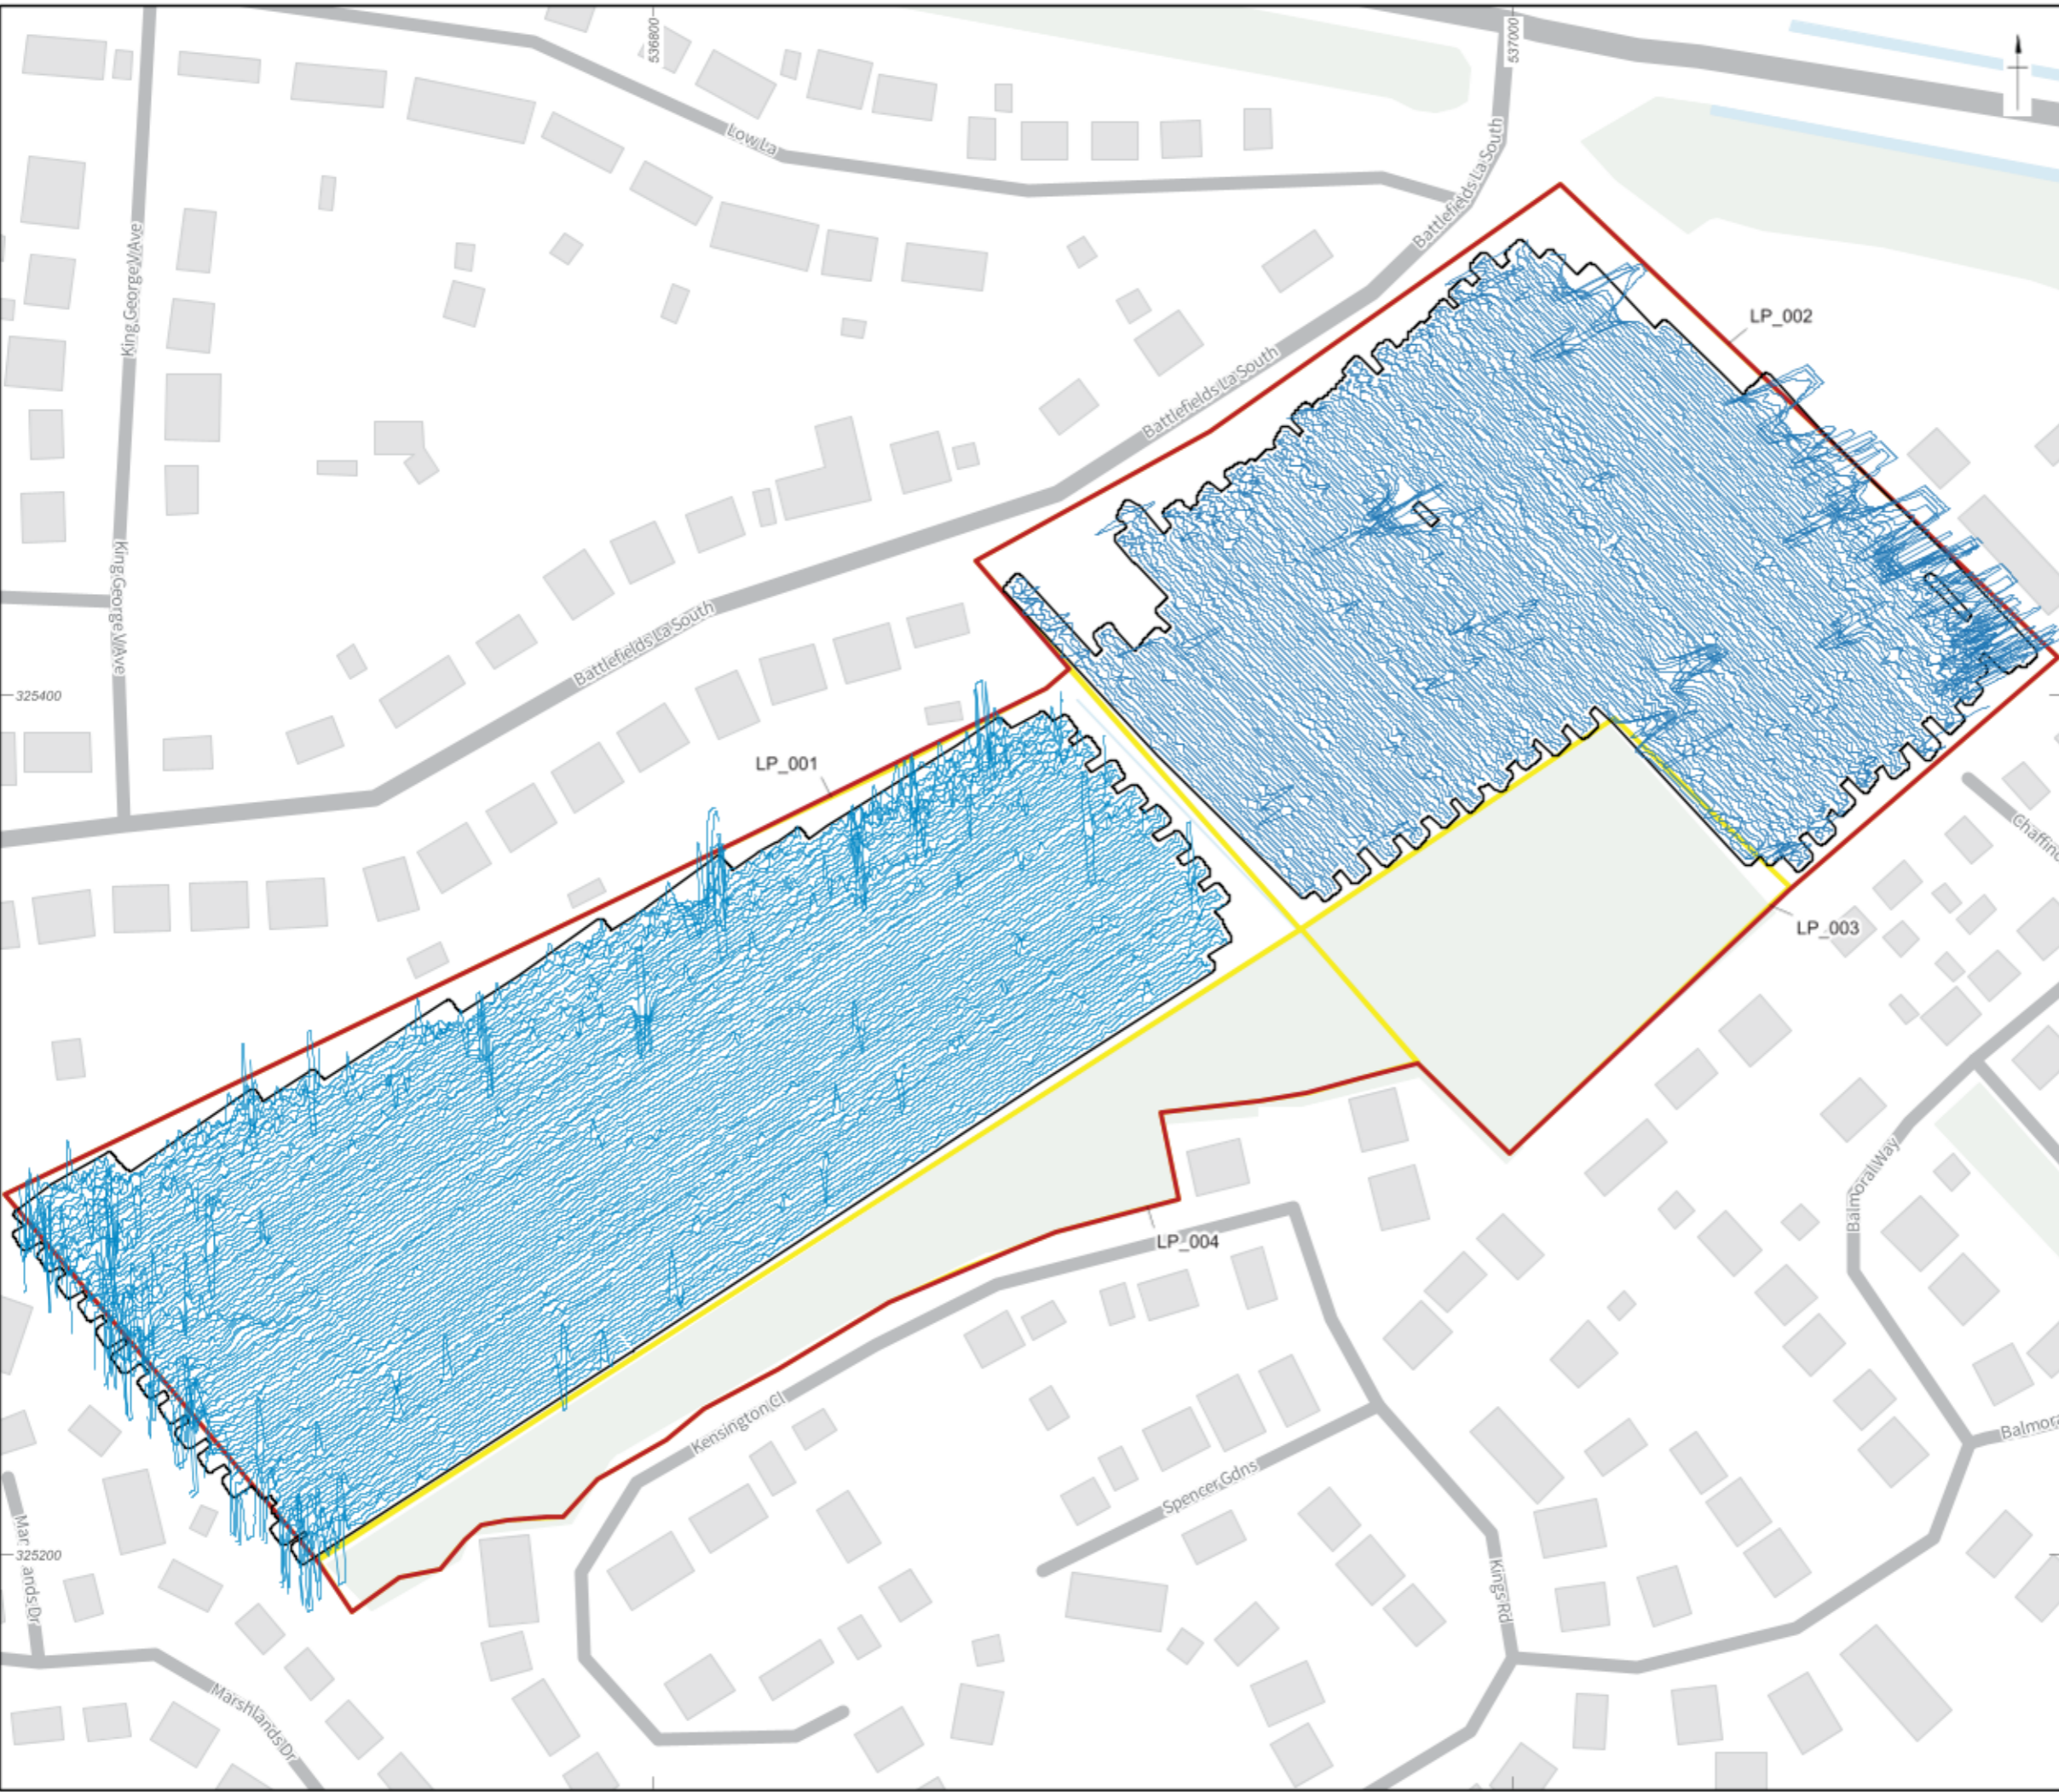 536800
537000
Low La
Battlefields La South
King George V Ave
LP_002
Battlefields La South
King George V Ave
Battlefields La South
325400
LP_001
Chaffin
LP_003
Balmoral Way
LP_004
Kensington Cl
Balmora
Spencer Gdns
325200
Kings Rd
Marshlands Dr